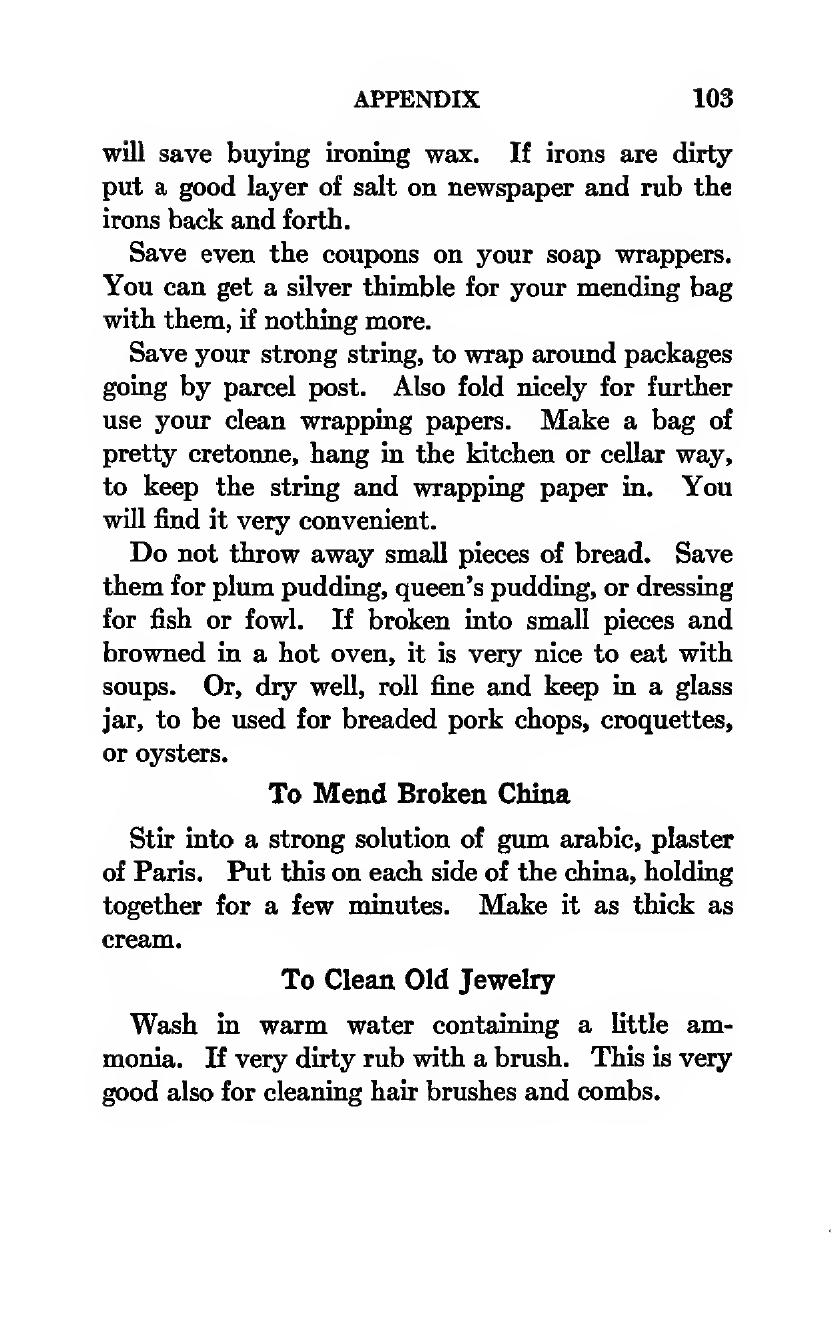 APPENDIX 103
will save buying ironing wax. If irons are dirty
put a good layer of salt on newspaper and rub the
irons back and forth.
Save even the coupons on your soap wrappers.
You can get a silver thimble for your mending bag
with them, if nothing more.
Save your strong string, to wrap around packages
going by parcel post. Also fold nicely for further
use your clean wrapping papers. Make a bag of
pretty cretonne, hang in the kitchen or cellar way,
to keep the string and wrapping paper in. You
will find it very convenient.
Do not throw away small pieces of bread. Save
them for plum pudding, queen's pudding, or dressing
for fish or fowl. If broken into small pieces and
browned in a hot oven, it is very nice to eat with
soups. Or, dry well, roll fine and keep in a glass
jar, to be used for breaded pork chops, croquettes,
or oysters.
To Mend Broken China
Stir into a strong solution of gum arabic, plaster
of Paris. Put this on each side of the china, holding
together for a few minutes. Make it as thick as
cream.
To Clean Old Jewelry
Wash in warm water containing a little am-
monia. If very dirty rub with a brush. This is very
good also for cleaning hair brushes and combs.